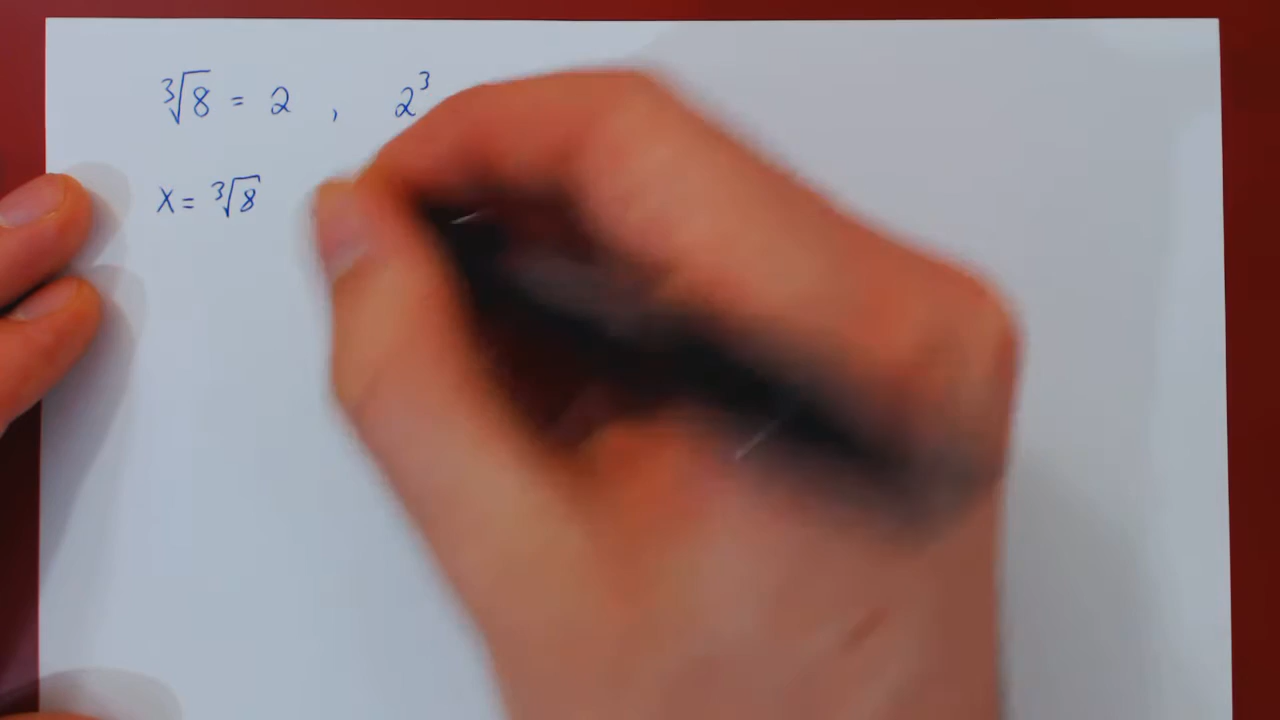 ∛8 = 2 , 2³
x = ∛8